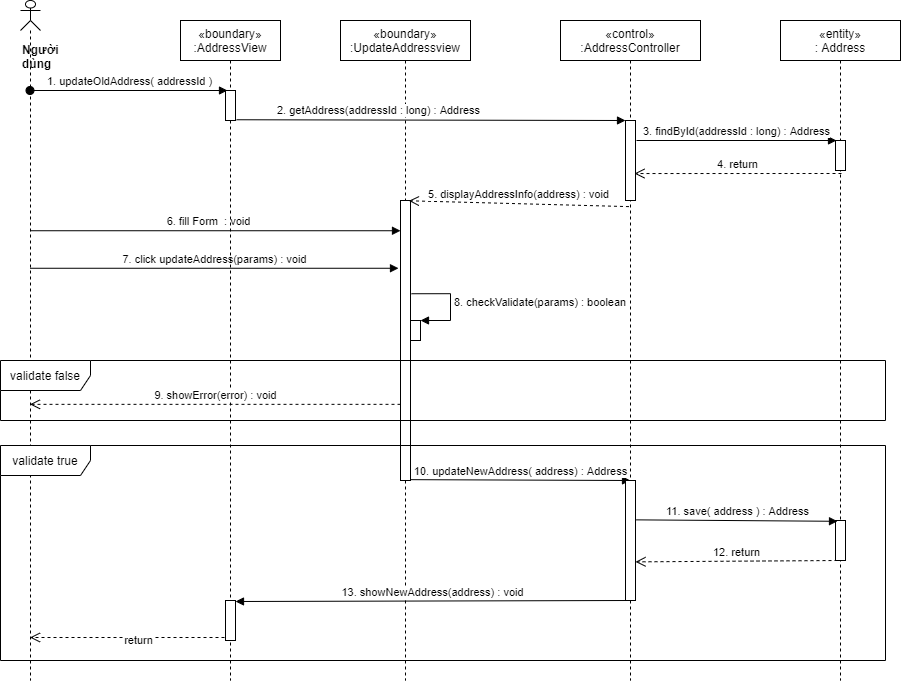 «boundary»
:AddressView
«boundary»
:UpdateAddressview
«control»
:AddressController
«entity»
: Address
Người
dùng
1. updateOldAddress( addressId )
2. getAddress(addressId : long) : Address
3. findById(addressId : long) : Address
4. return
5. displayAddressInfo(address) : void
6. fill Form : void
7. click updateAddress(params) : void
8. checkValidate(params) : boolean
validate false
9. showError(error) : void
validate true
10. updateNewAddress( address) : Address
11. save( address ) : Address
12. return
13. showNewAddress(address) : void
return